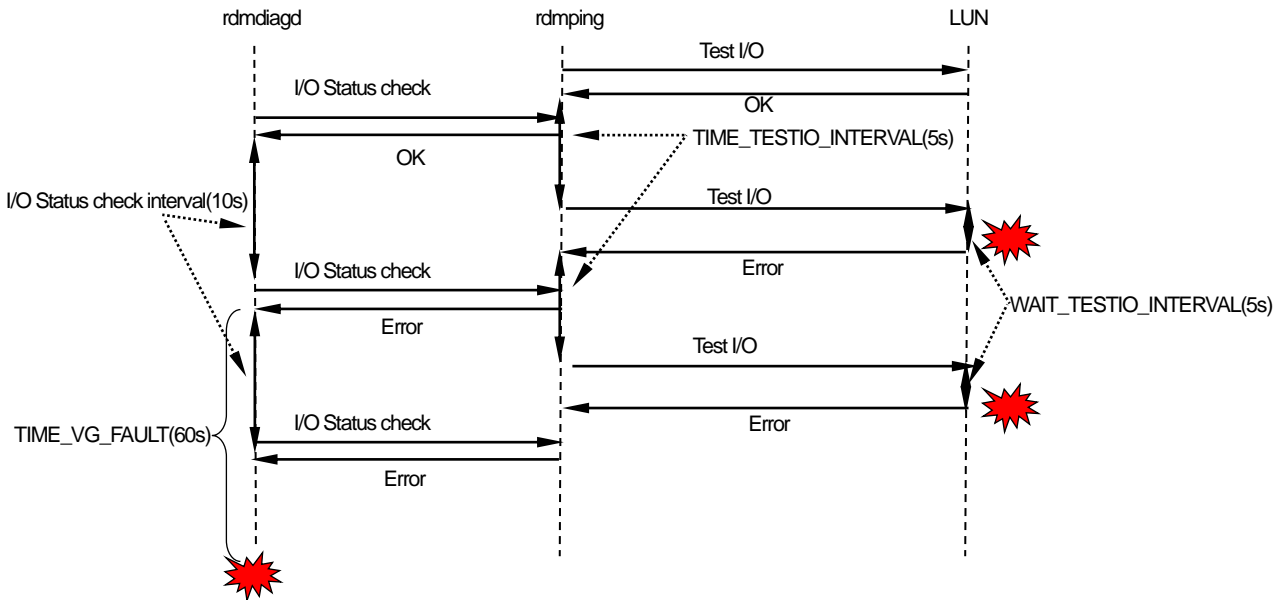 rdmdiagd rdmping LUN
Test I/O
I/O Status check
OK
TIME_TESTIO_INTERVAL(5s)
OK
I/O Status check interval(10s)
Test I/O
I/O Status check
Error
WAIT_TESTIO_INTERVAL(5s)
Error
Test I/O
I/O Status check
Error
TIME_VG_FAULT(60s)
Error